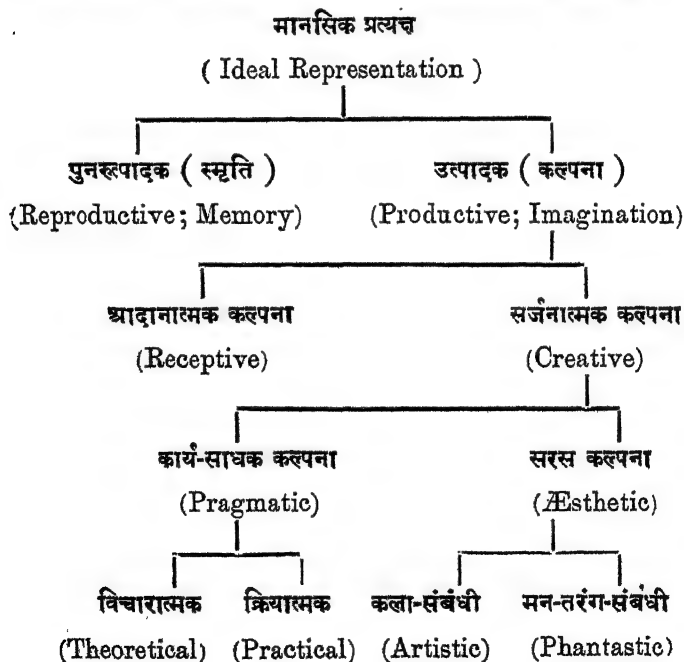 मानसिक प्रत्यक्ष
( Ideal Representation )
पुनरुत्पादक ( स्मृति ) उत्पादक ( कल्पना )
(Reproductive; Memory) (Productive; Imagination)
आदानात्मक कल्पना सर्जनात्मक कल्पना
(Receptive) (Creative)
कार्य-साधक कल्पना सरस कल्पना
(Pragmatic) (Æsthetic)
विचारात्मक क्रियात्मक कला-संबंधी मन-तरंग-संबंधी
(Theoretical) (Practical) (Artistic) (Phantastic)